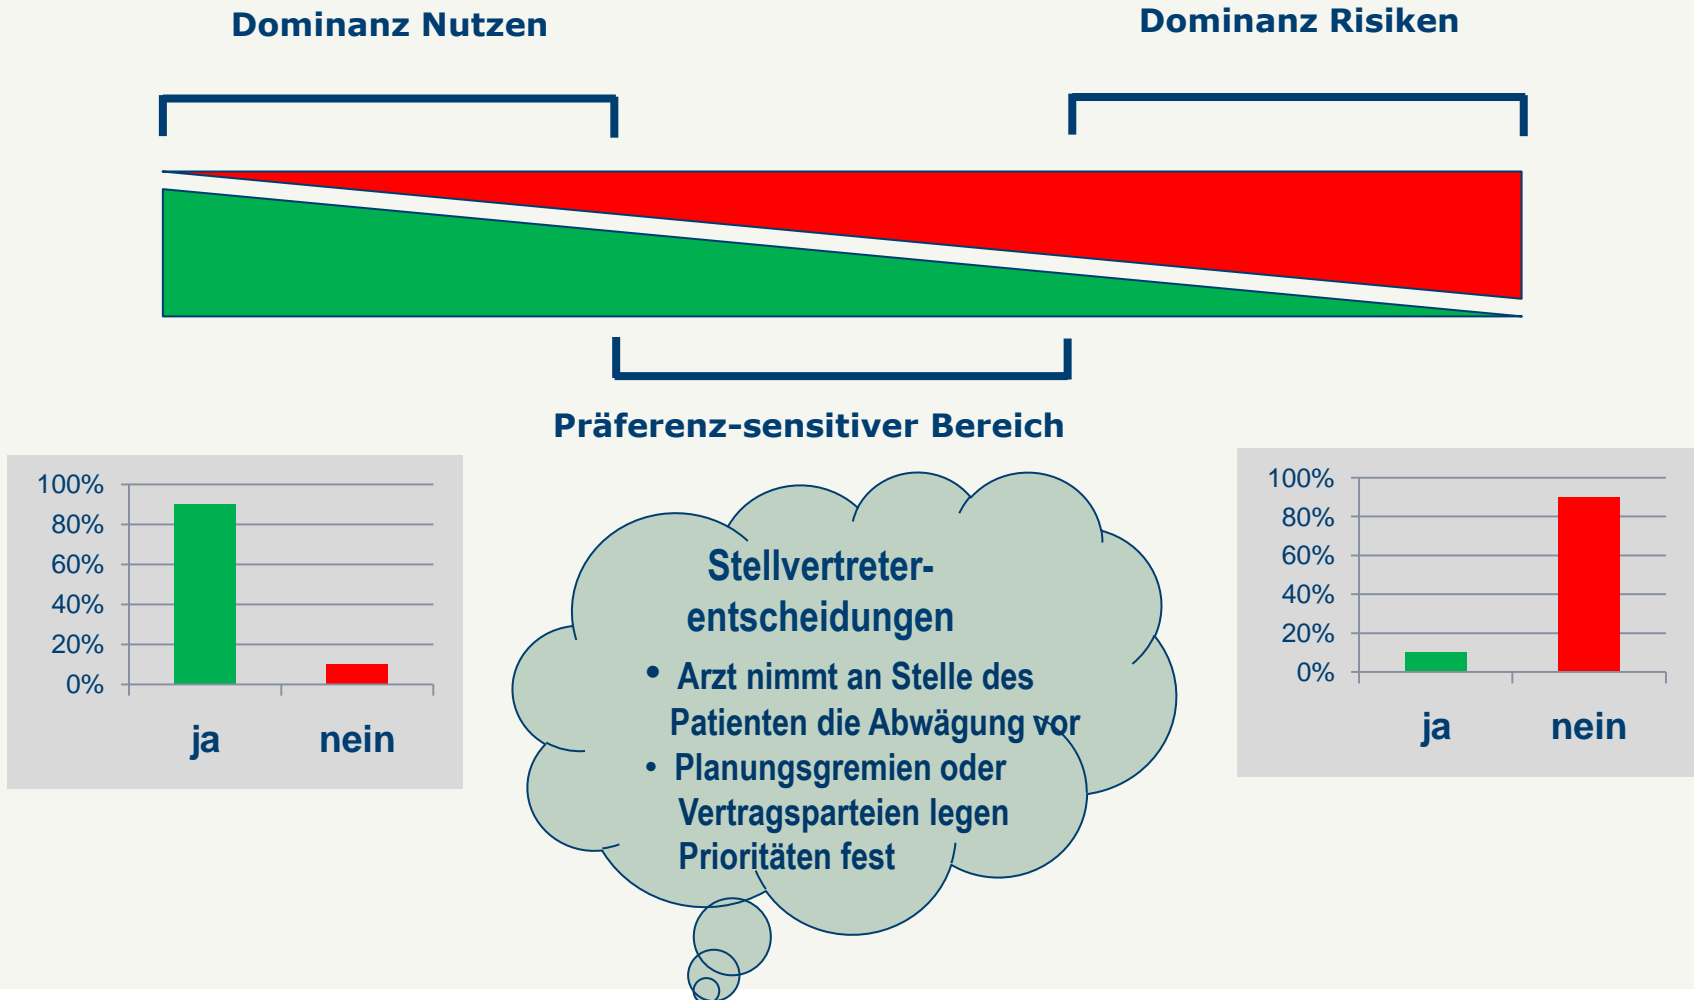 Dominanz Nutzen
Dominanz Risiken
Präferenz-sensitiver Bereich
100%
80%
60%
40%
20%
0%
ja nein
Stellvertreter-
entscheidungen
• Arzt nimmt an Stelle des
Patienten die Abwägung vor
• Planungsgremien oder
Vertragsparteien legen
Prioritäten fest
100%
80%
60%
40%
20%
0%
ja nein